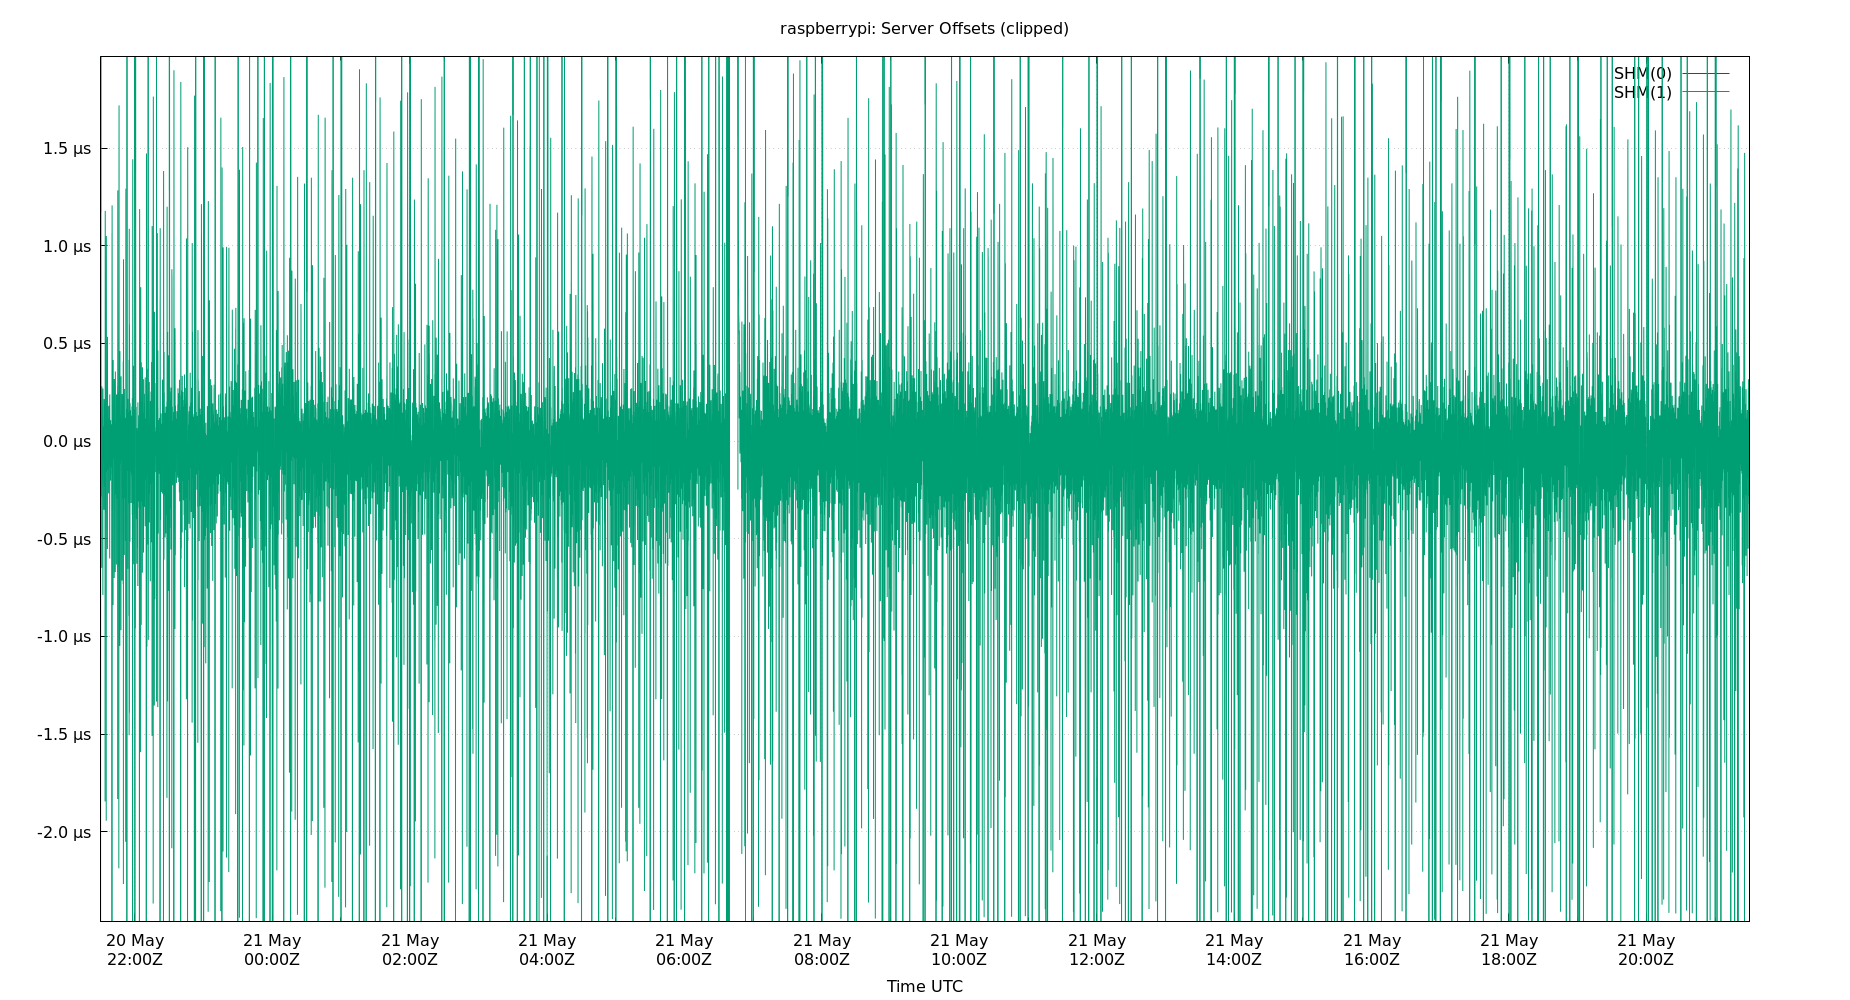 raspberrypi: Server Offsets (clipped)
SHM(0)
SHM(1)
1.5 µs
1.0 µs
0.5 µs
0.0 µs
-0.5 µs
-1.0 µs
-1.5 µs
-2.0 µs
20 May 21 May 21 May 21 May 21 May 21 May 21 May 21 May 21 May 21 May 21 May 21 May
22:00Z 00:00Z 02:00Z 04:00Z 06:00Z 08:00Z 10:00Z 12:00Z 14:00Z 16:00Z 18:00Z 20:00Z
Time UTC